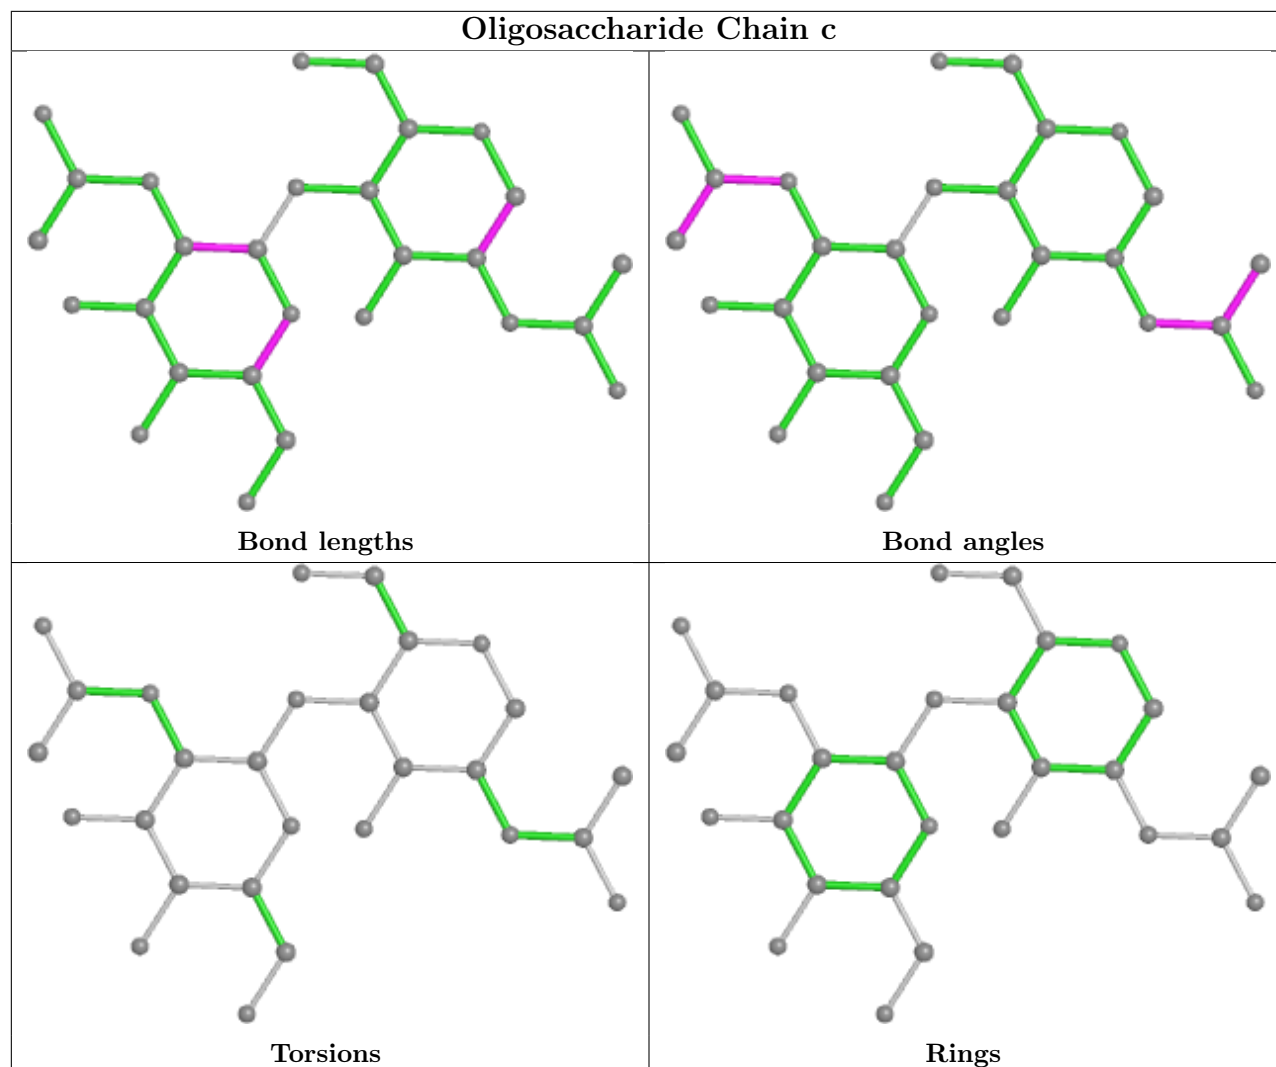 Oligosaccharide Chain c
Bond lengths
Bond angles
Torsions
Rings